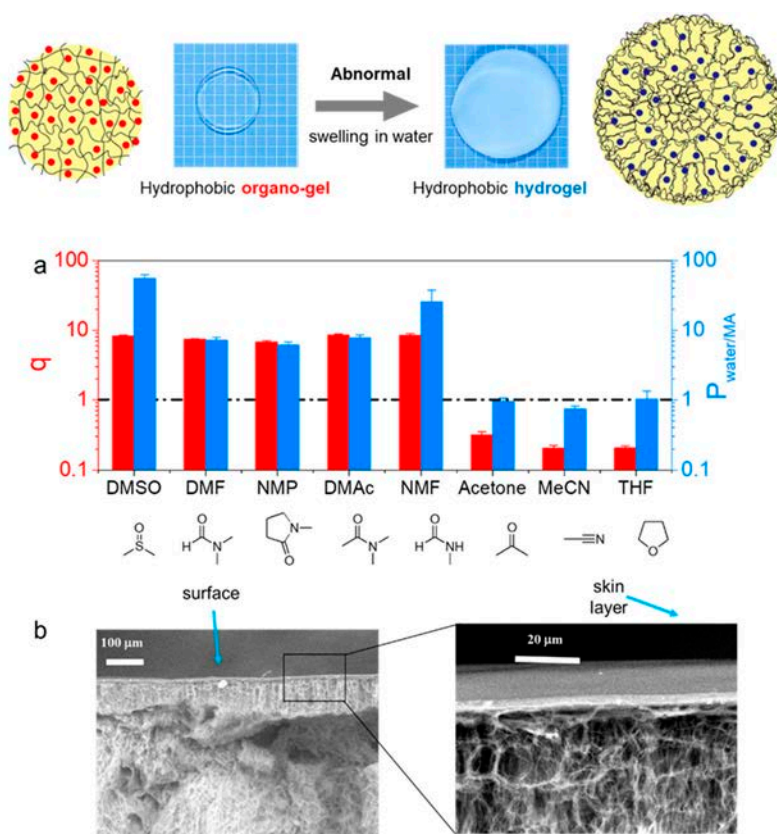 Abnormal
swelling in water
Hydrophobic organo-gel
Hydrophobic hydrogel
a
100
10
1
0.1
q
100
10
1
0.1
P water/MA
DMSO DMF NMP DMAc NMF Acetone MeCN THF
O
S
O
H N
N
O
O
N
O
H NH
O
N
O
b
surface
skin
layer
100 μm
20 μm